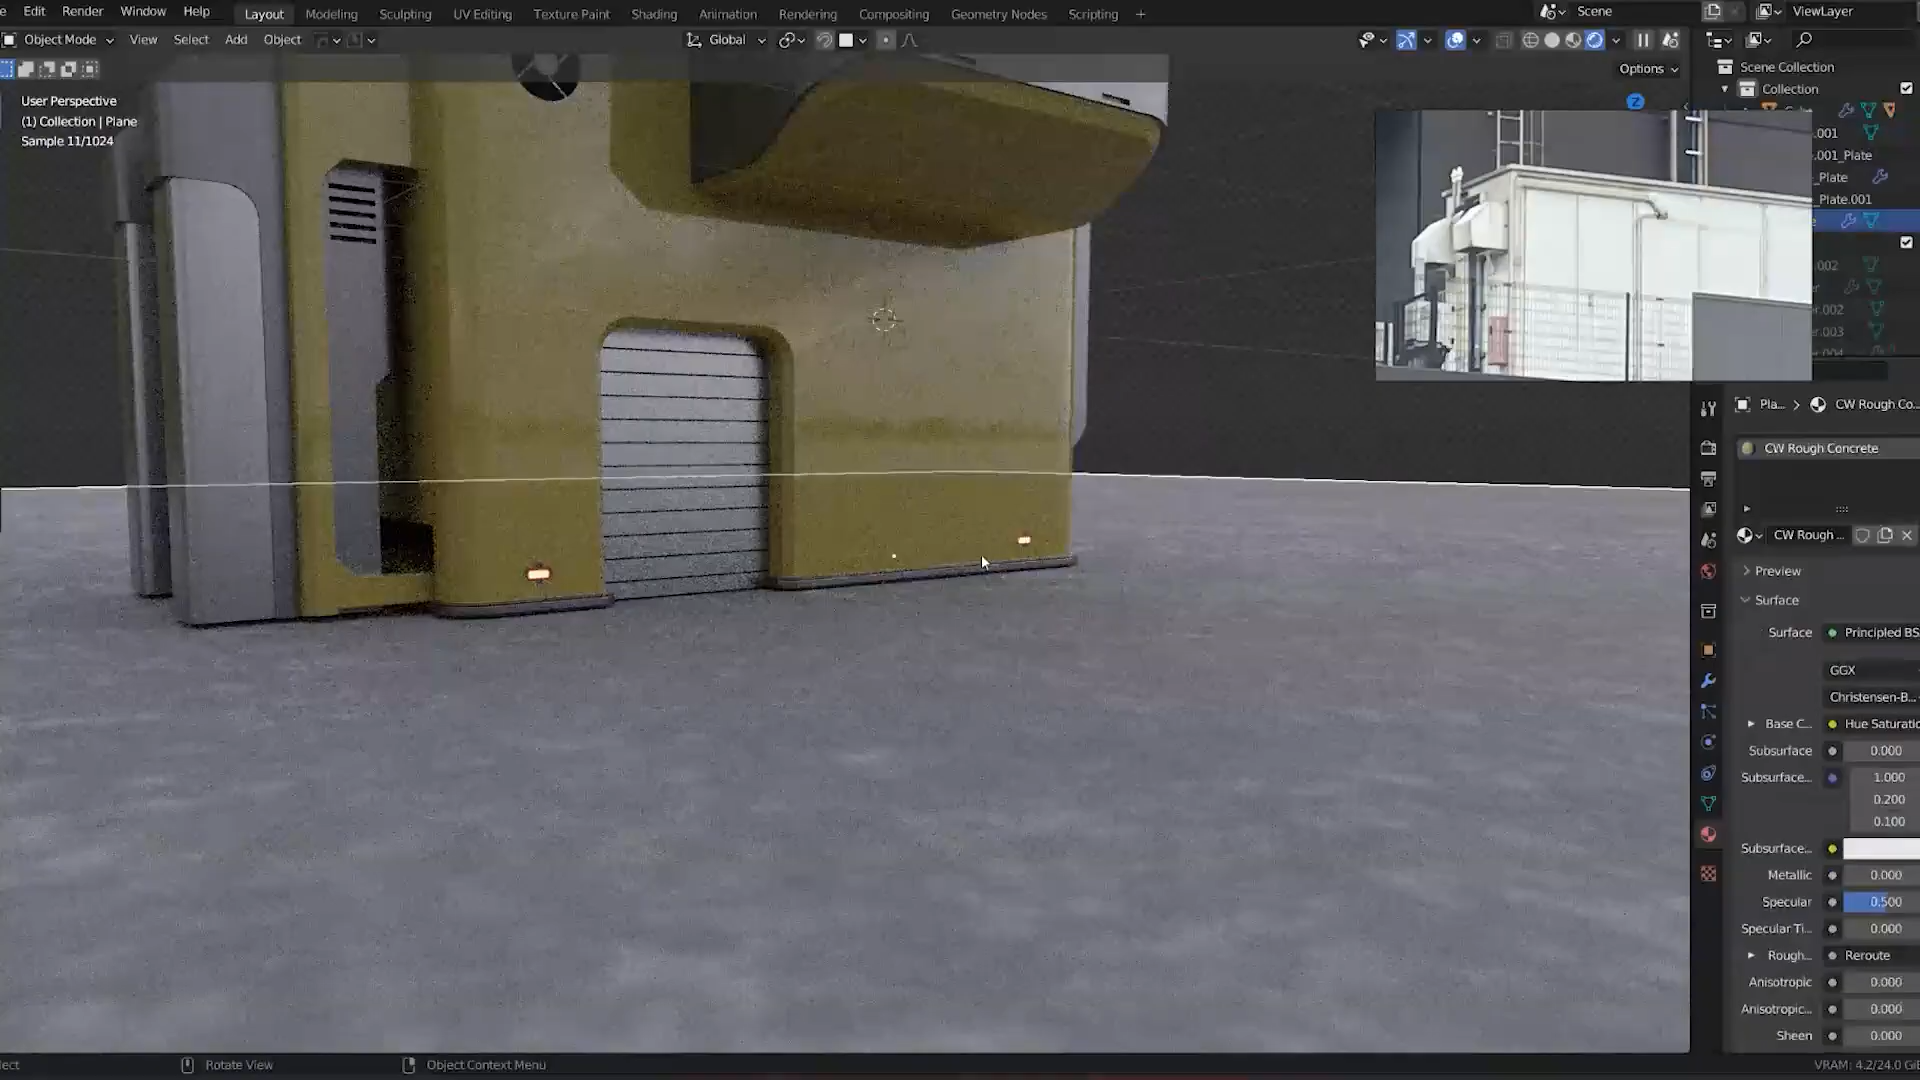 Edit Render Window Help Layout Modeling Sculpting UV Editing Texture Paint Shading Animation Rendering Compositing Geometry Nodes Scripting + Scene ViewLayer
Object Mode View Select Add Object Global
Options
User Perspective
(1) Collection | Plane
Sample 11/1024
Z
Scene Collection
Collection
.001
.001_Plate
_Plate
_Plate.001
.002
.002
.003
Pla... > CW Rough Co...
CW Rough Concrete
CW Rough ...
Preview
Surface
Surface Principled BS
GGX
Christensen-B...
Base C... Hue Saturatio
Subsurface 0.000
Subsurface... 1.000
0.200
0.100
Subsurface...
Metallic 0.000
Specular 0.500
Specular Ti... 0.000
Rough... Reroute
Anisotropic 0.000
Anisotropic... 0.000
Sheen 0.000
lect Rotate View Object Context Menu VRAM: 4.2/24.0 Gi